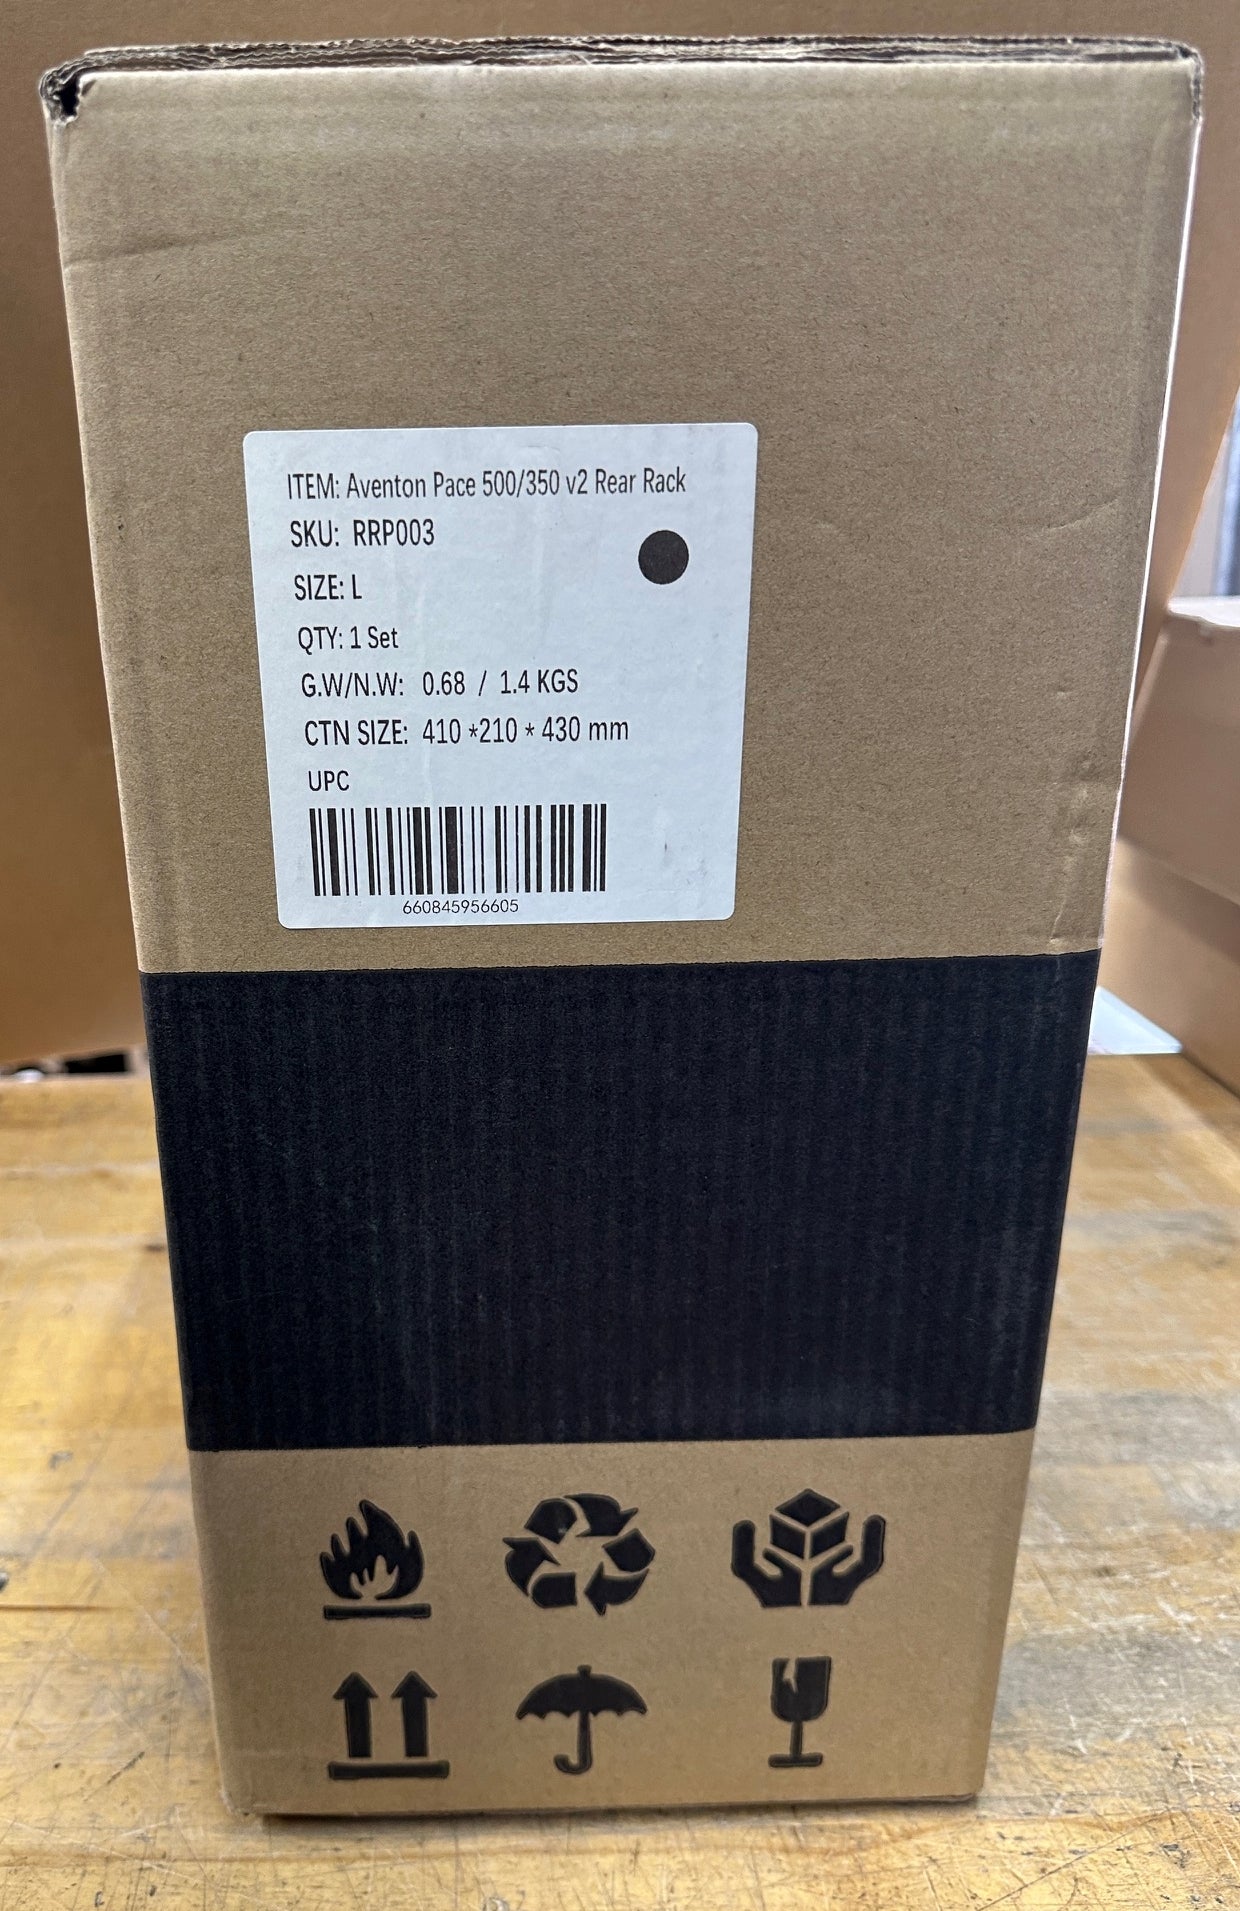 ITEM: Aventon Pace 500/350 v2 Rear Rack
SKU: RRP003
SIZE: L
QTY: 1 Set
G.W/N.W: 0.68 / 1.4 KGS
CTN SIZE: 410 *210 * 430 mm
UPC
660845956605